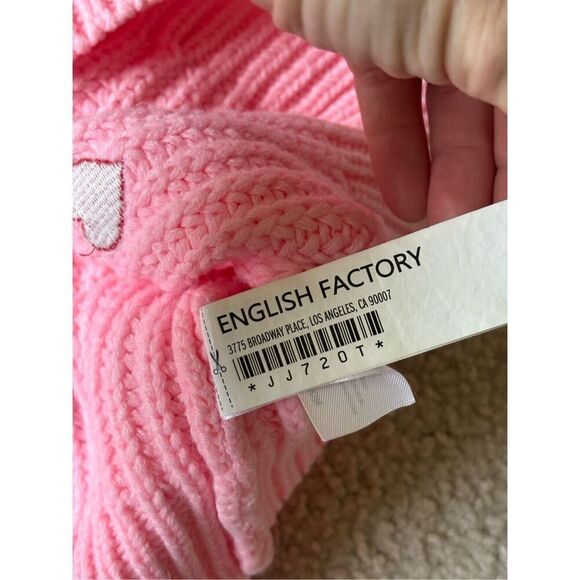 ENGLISH FACTORY
3775 BROADWAY PLACE, LOS ANGELES, CA 90007
*JJ720T*